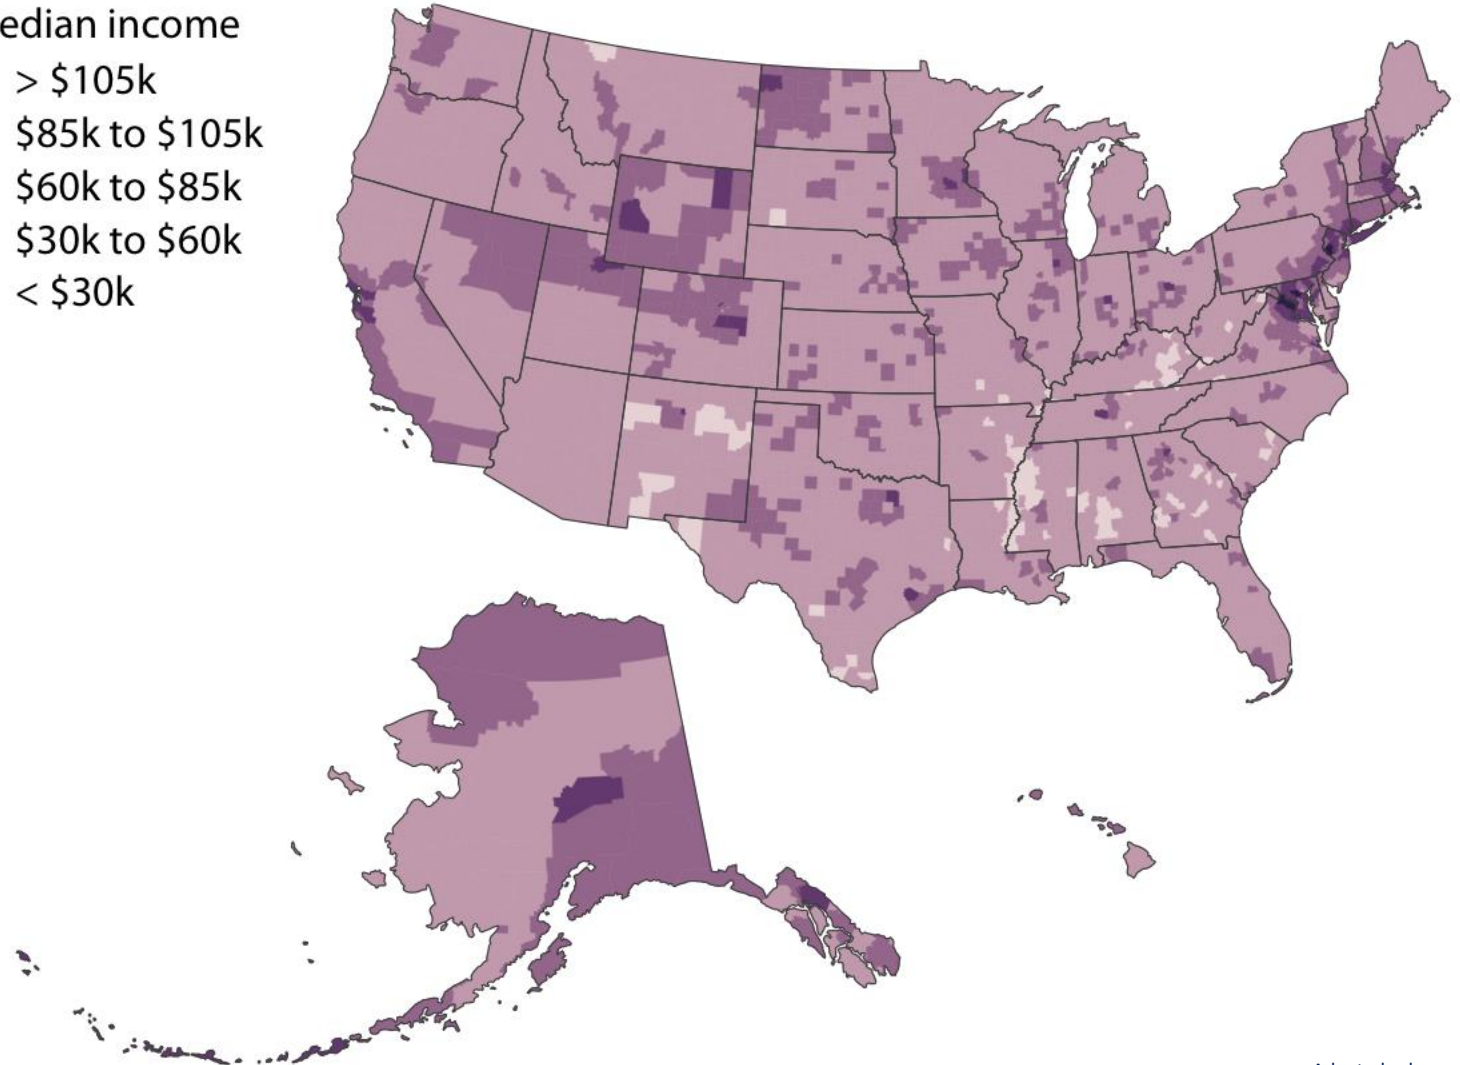 edian income
> $105k
$85k to $105k
$60k to $85k
$30k to $60k
< $30k